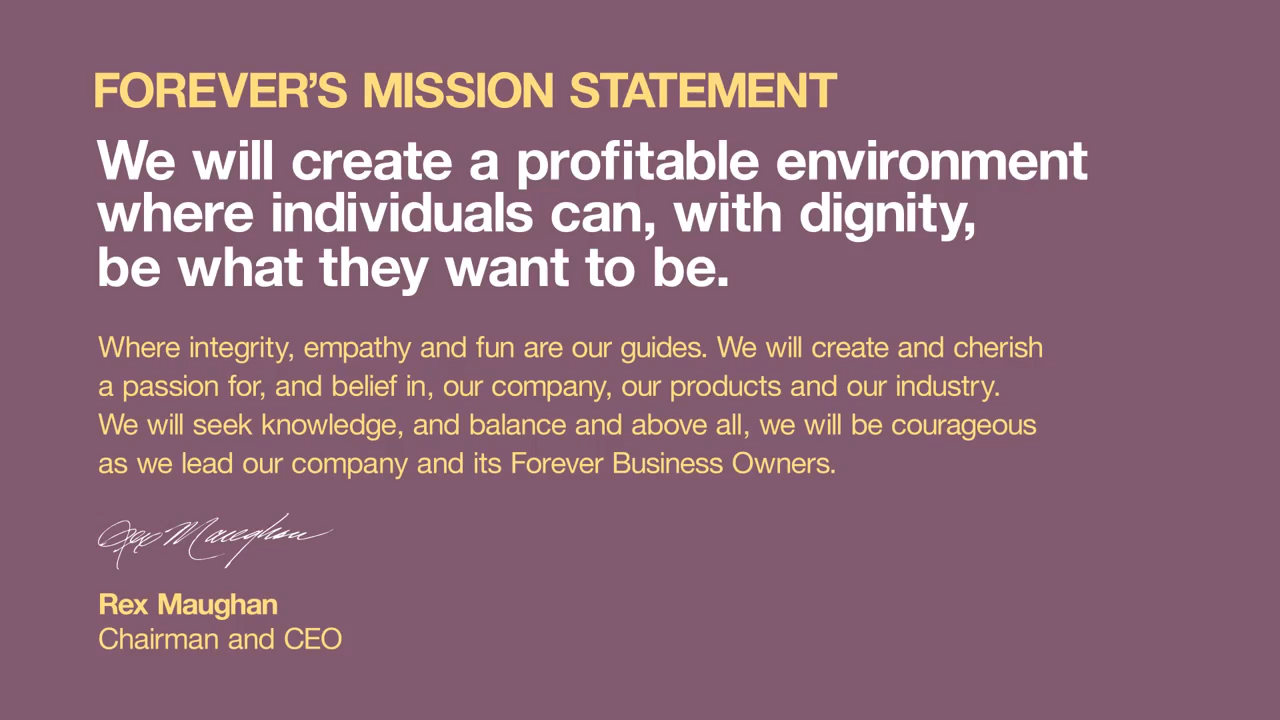 FOREVER’S MISSION STATEMENT
We will create a profitable environment
where individuals can, with dignity,
be what they want to be.
Where integrity, empathy and fun are our guides. We will create and cherish
a passion for, and belief in, our company, our products and our industry.
We will seek knowledge, and balance and above all, we will be courageous
as we lead our company and its Forever Business Owners.
Rex Maughan
Rex Maughan
Chairman and CEO